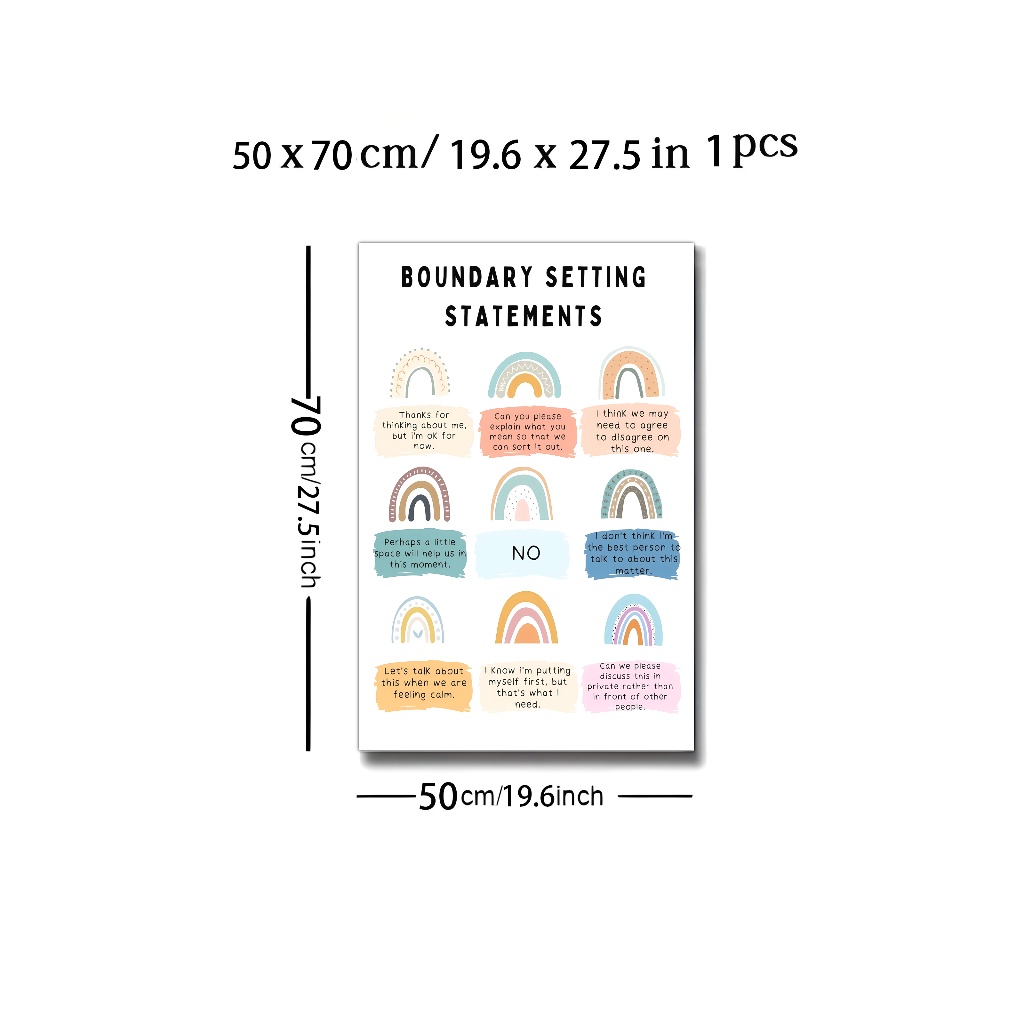 50 x 70 cm/ 19.6 x 27.5 in 1 pcs
BOUNDARY SETTING
STATEMENTS
Thanks for
thinking about me,
but i'm ok for
now.
Can you please
explain what you
mean so that we
can sort it out.
I think we may
need to agree
to disagree on
this one.
Perhaps a little
space will help us in
this moment.
NO
I don't think I'm
the best person to
talk to about this
matter.
Let's talk about
this when we are
feeling calm.
I know i'm putting
myself first, but
that's what I
need.
Can we please
discuss this in
private rather than
in front of other
people.
70cm/27.5inch
50cm/19.6inch